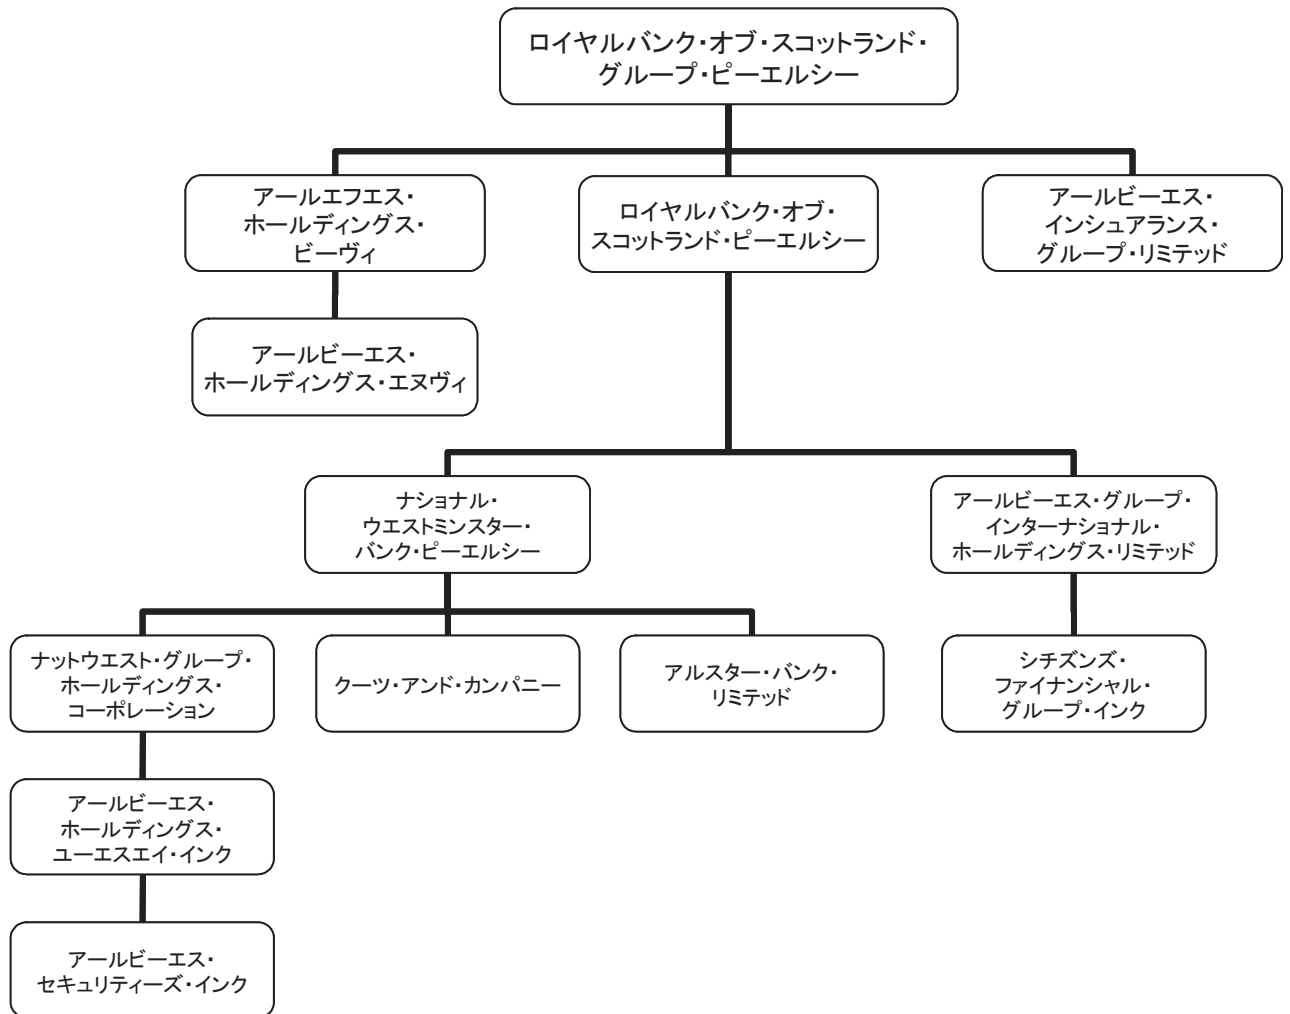 ロイヤルバンク・オブ・スコットランド・
グループ・ピーエルシー
アールエフエス・
ホールディングス・
ビーヴィ
ロイヤルバンク・オブ・
スコットランド・ピーエルシー
アールビーエス・
インシュアランス・
グループ・リミテッド
アールビーエス・
ホールディングス・エヌヴィ
ナショナル・
ウエストミンスター・
バンク・ピーエルシー
アールビーエス・グループ・
インターナショナル・
ホールディングス・リミテッド
ナットウエスト・グループ・
ホールディングス・
コーポレーション
クーツ・アンド・カンパニー
アルスター・バンク・
リミテッド
シチズンズ・
ファイナンシャル・
グループ・インク
アールビーエス・
ホールディングス・
ユーエスエイ・インク
アールビーエス・
セキュリティーズ・インク